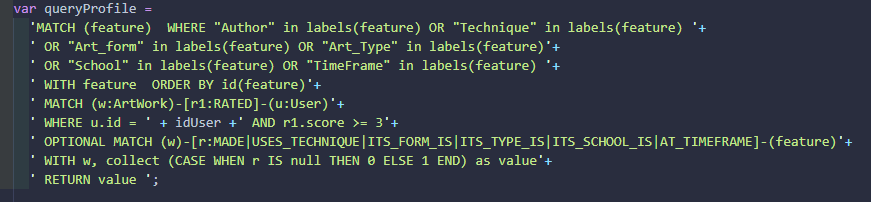 var queryProfile =
'MATCH (feature)  WHERE "Author" in labels(feature) OR "Technique" in labels(feature) '+
' OR "Art_form" in labels(feature) OR "Art_Type" in labels(feature)'+
' OR "School" in labels(feature) OR "TimeFrame" in labels(feature) '+
' WITH feature  ORDER BY id(feature)'+
' MATCH (w:ArtWork)-[r1:RATED]-(u:User)'+
' WHERE u.id = ' + idUser +' AND r1.score >= 3'+
' OPTIONAL MATCH (w)-[r:MADE|USES_TECHNIQUE|ITS_FORM_IS|ITS_TYPE_IS|ITS_SCHOOL_IS|AT_TIMEFRAME]-(feature)'+
' WITH w, collect (CASE WHEN r IS null THEN 0 ELSE 1 END) as value'+
' RETURN value ';